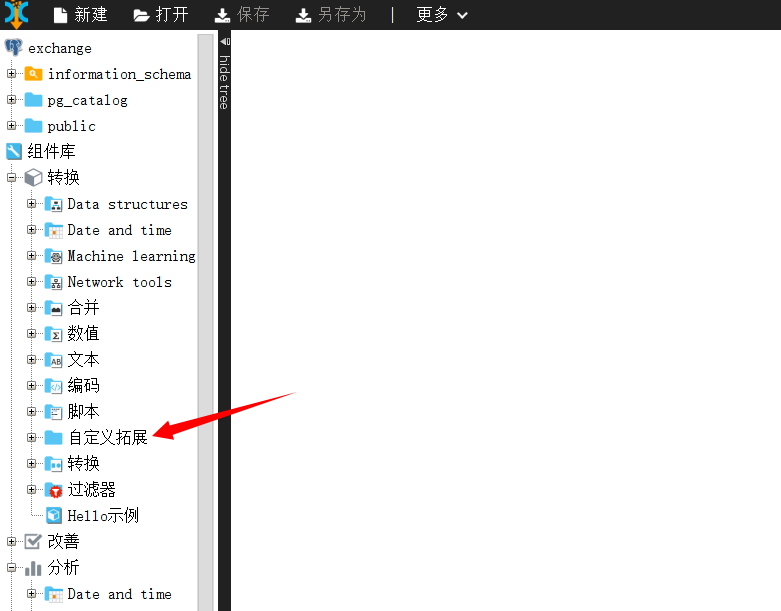 新建 打开 保存 另存为 | 更多
exchange
hide tree
information_schema
pg_catalog
public
组件库
转换
Data structures
Date and time
Machine learning
Network tools
合并
数值
文本
编码
脚本
自定义拓展
转换
过滤器
Hello示例
改善
分析
Date and time